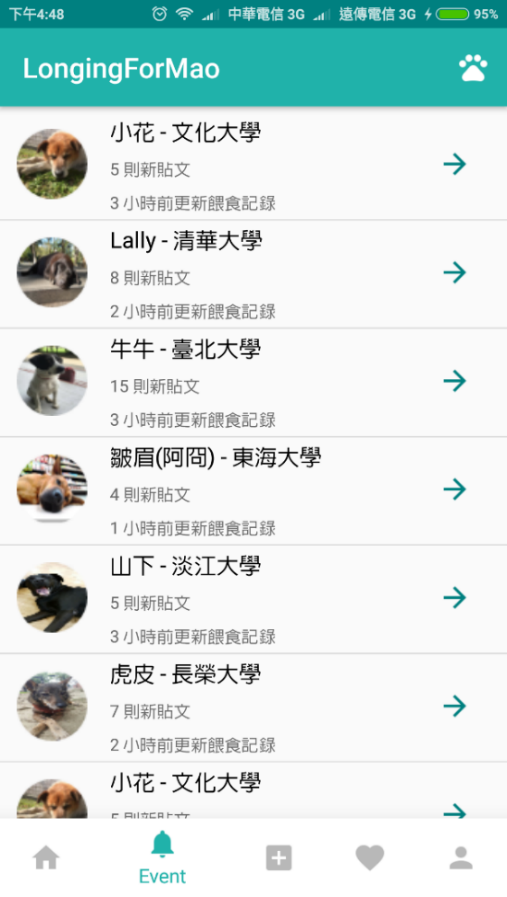 下午4:48 中華電信 3G 遠傳電信 3G 95%
LongingForMao
小花 - 文化大學
5 則新貼文
3 小時前更新餵食記錄
Lally - 清華大學
8 則新貼文
2 小時前更新餵食記錄
牛牛 - 臺北大學
15 則新貼文
3 小時前更新餵食記錄
皺眉(阿冏) - 東海大學
4 則新貼文
1 小時前更新餵食記錄
山下 - 淡江大學
5 則新貼文
3 小時前更新餵食記錄
虎皮 - 長榮大學
7 則新貼文
2 小時前更新餵食記錄
小花 - 文化大學
5 則新貼文
Event